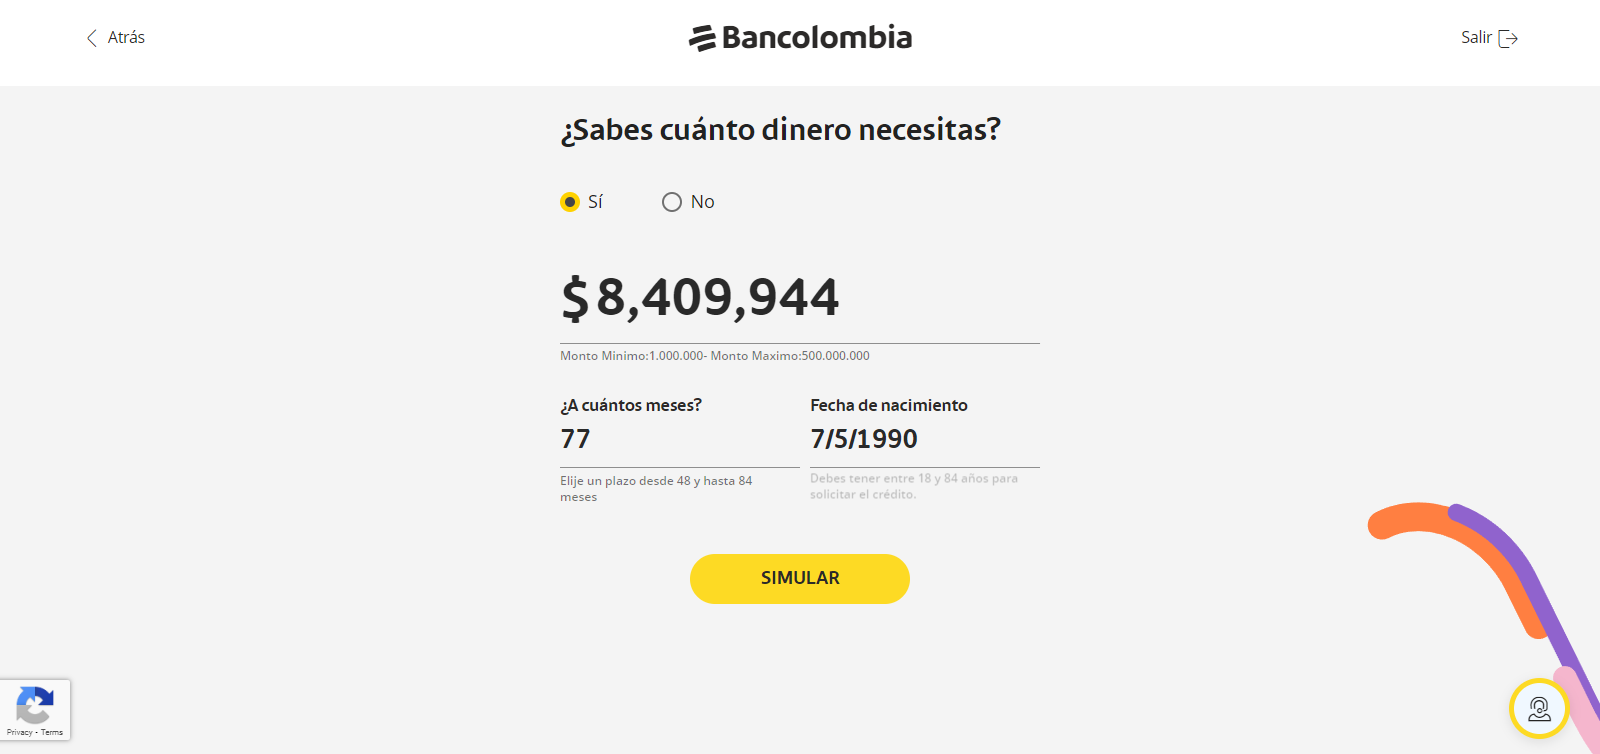 Atrás
Bancolombia
Salir
¿Sabes cuánto dinero necesitas?
Sí
No
$8,409,944
Monto Minimo:1.000.000- Monto Maximo:500.000.000
¿A cuántos meses?
77
Elije un plazo desde 48 y hasta 84
meses
Fecha de nacimiento
7/5/1990
Debes tener entre 18 y 84 años para
solicitar el crédito.
SIMULAR
Privacy - Terms